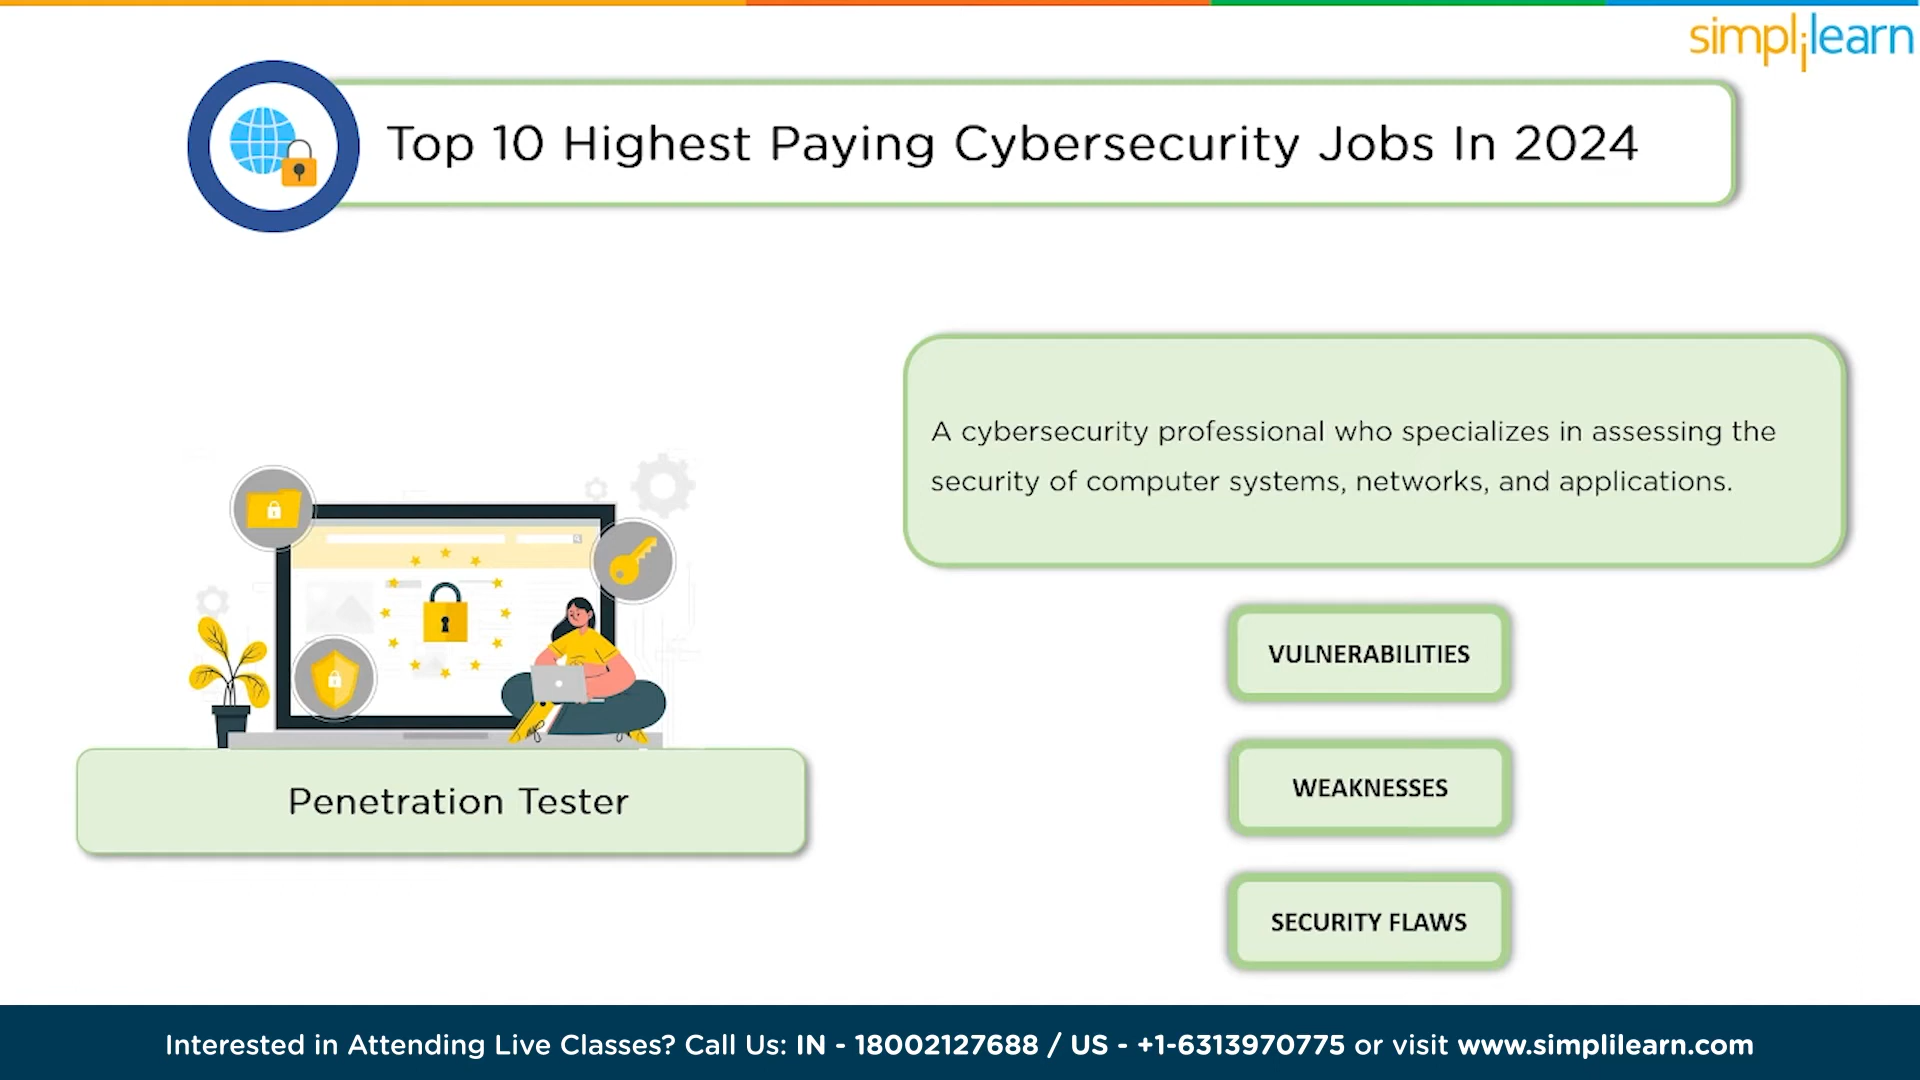 simplilearn
Top 10 Highest Paying Cybersecurity Jobs In 2024
A cybersecurity professional who specializes in assessing the
security of computer systems, networks, and applications.
VULNERABILITIES
WEAKNESSES
SECURITY FLAWS
Penetration Tester
Interested in Attending Live Classes? Call Us: IN - 18002127688 / US - +1-6313970775 or visit www.simplilearn.com